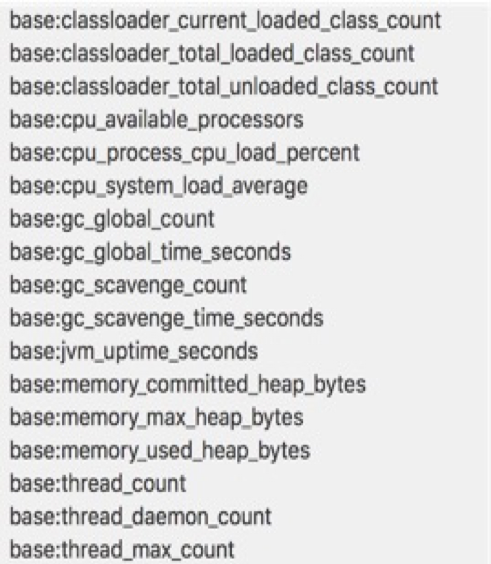 base:classloader_current_loaded_class_count
base:classloader_total_loaded_class_count
base:classloader_total_unloaded_class_count
base:cpu_available_processors
base:cpu_process_cpu_load_percent
base:cpu_system_load_average
base:gc_global_count
base:gc_global_time_seconds
base:gc_scavenge_count
base:gc_scavenge_time_seconds
base:jvm_uptime_seconds
base:memory_committed_heap_bytes
base:memory_max_heap_bytes
base:memory_used_heap_bytes
base:thread_count
base:thread_daemon_count
base:thread_max_count